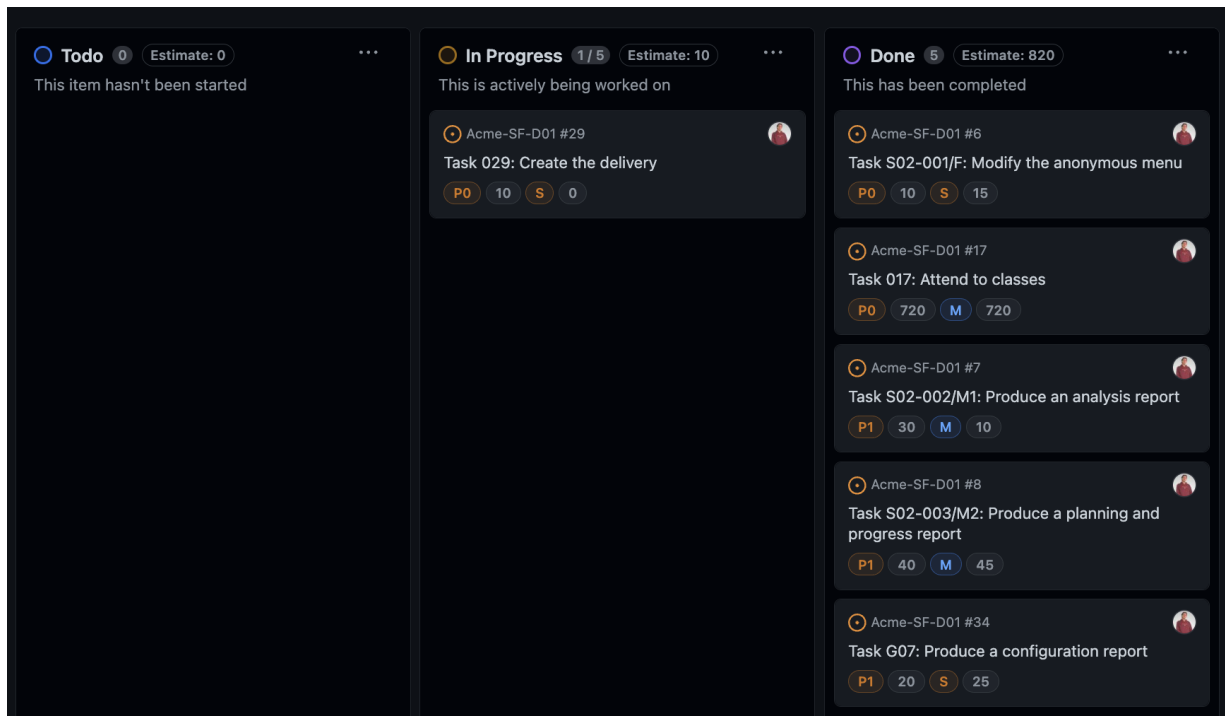 Todo 0 Estimate: 0 ...
This item hasn't been started
In Progress 1 / 5 Estimate: 10 ...
This is actively being worked on
Acme-SF-D01 #29
Task 029: Create the delivery
P0 10 S 0
Done 5 Estimate: 820 ...
This has been completed
Acme-SF-D01 #6
Task S02-001/F: Modify the anonymous menu
P0 10 S 15
Acme-SF-D01 #17
Task 017: Attend to classes
P0 720 M 720
Acme-SF-D01 #7
Task S02-002/M1: Produce an analysis report
P1 30 M 10
Acme-SF-D01 #8
Task S02-003/M2: Produce a planning and
progress report
P1 40 M 45
Acme-SF-D01 #34
Task G07: Produce a configuration report
P1 20 S 25